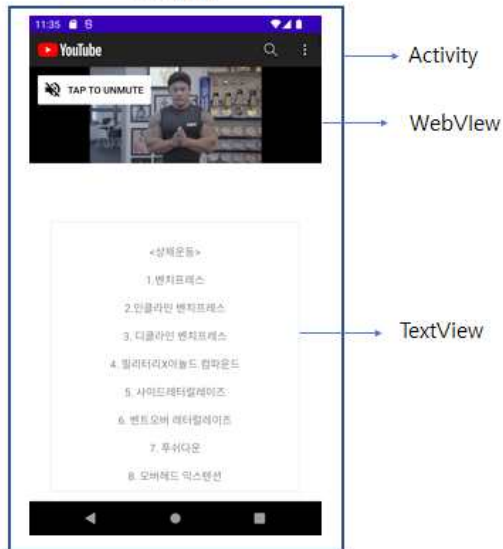 11:35
YouTube
Activity
TAP TO UNMUTE
WebVIew
<상체운동>
1.벤치프레스
2.인클라인 벤치프레스
3. 디클라인 벤치프레스
TextView
4. 밀리터리X아놀드 컴파운드
5. 사이드레터럴레이즈
6. 벤트오버 레터럴레이즈
7. 푸쉬다운
8. 오버헤드 익스텐션